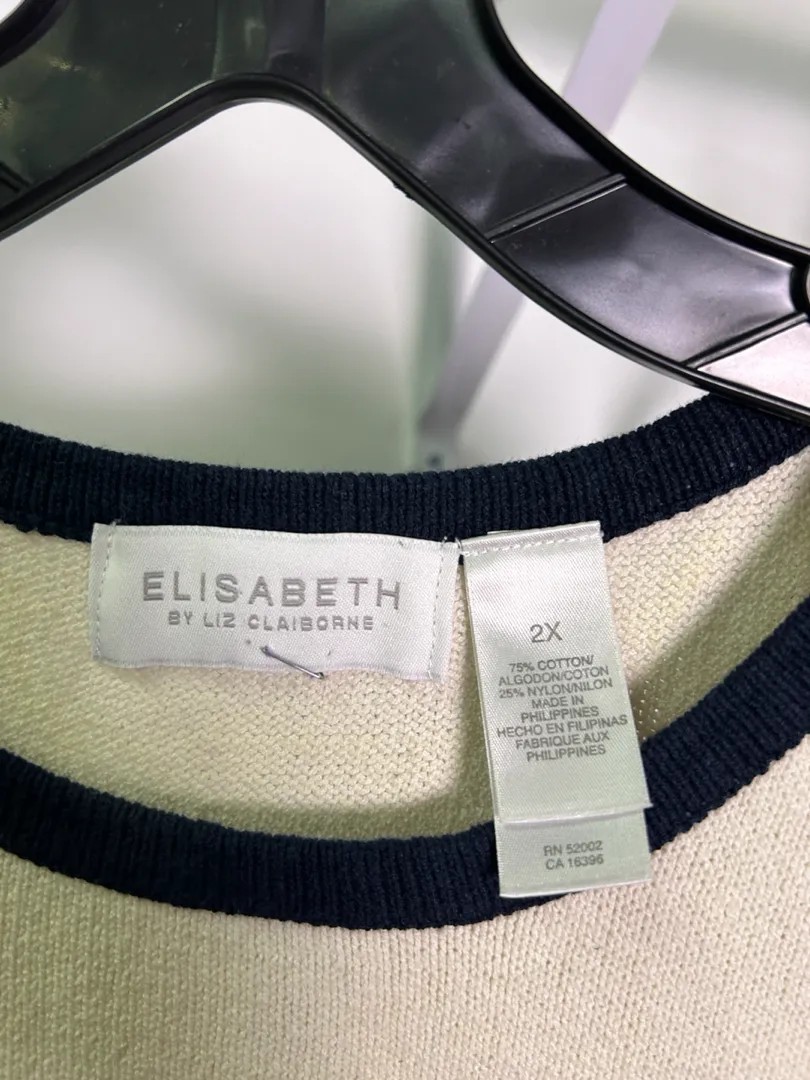 ELISABETH
BY LIZ CLAIBORNE
2X
75% COTTON/
ALGODON/COTON
25% NYLON/NILON
MADE IN
PHILIPPINES
HECHO EN FILIPINAS
FABRIQUE AUX
PHILIPPINES
RN 52002
CA 16396